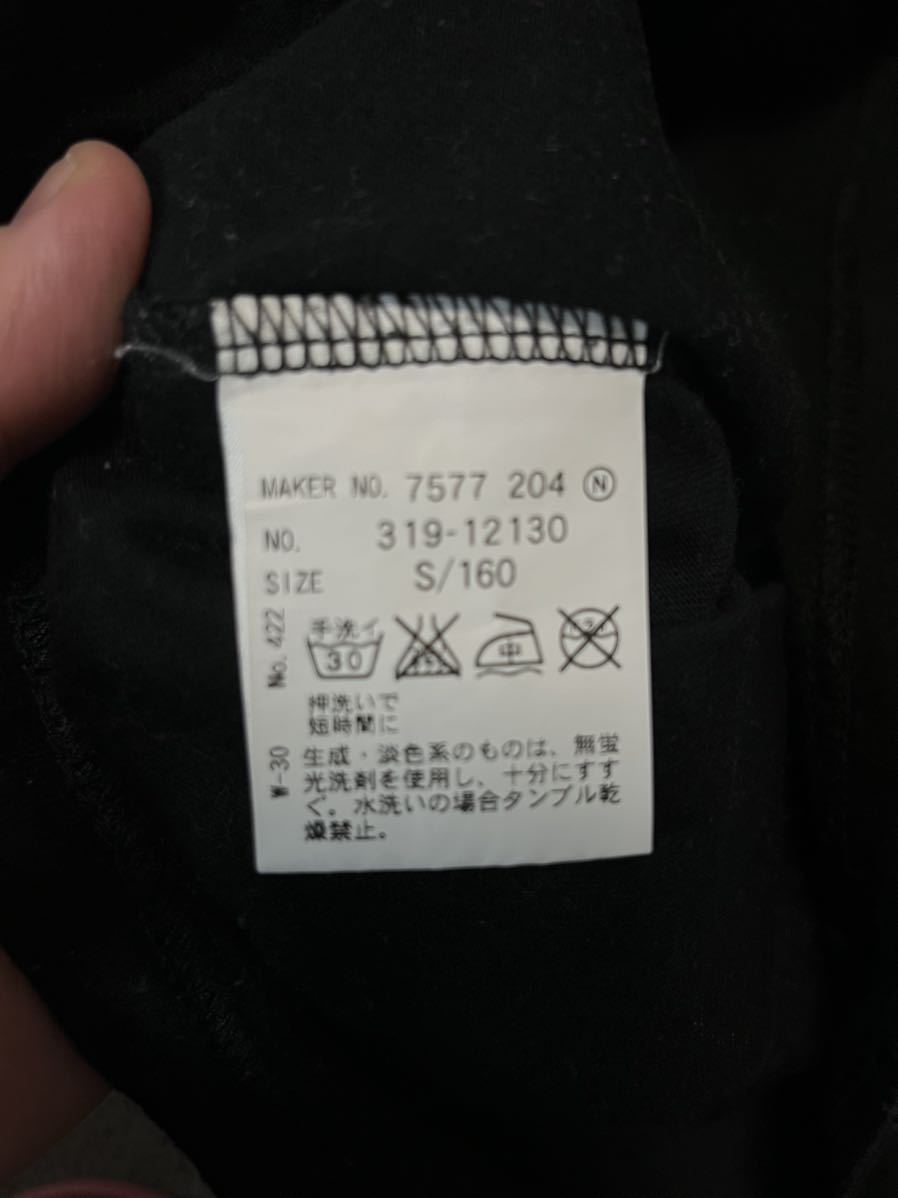 MAKER NO. 7577 204 Ⓝ
NO. 319-12130
SIZE S/160
No. 422
手洗イ
30
中
押洗いで
短時間に
W-30
生成・淡色系のものは、無蛍
光洗剤を使用し、十分にすす
ぐ。水洗いの場合タンブル乾
燥禁止。